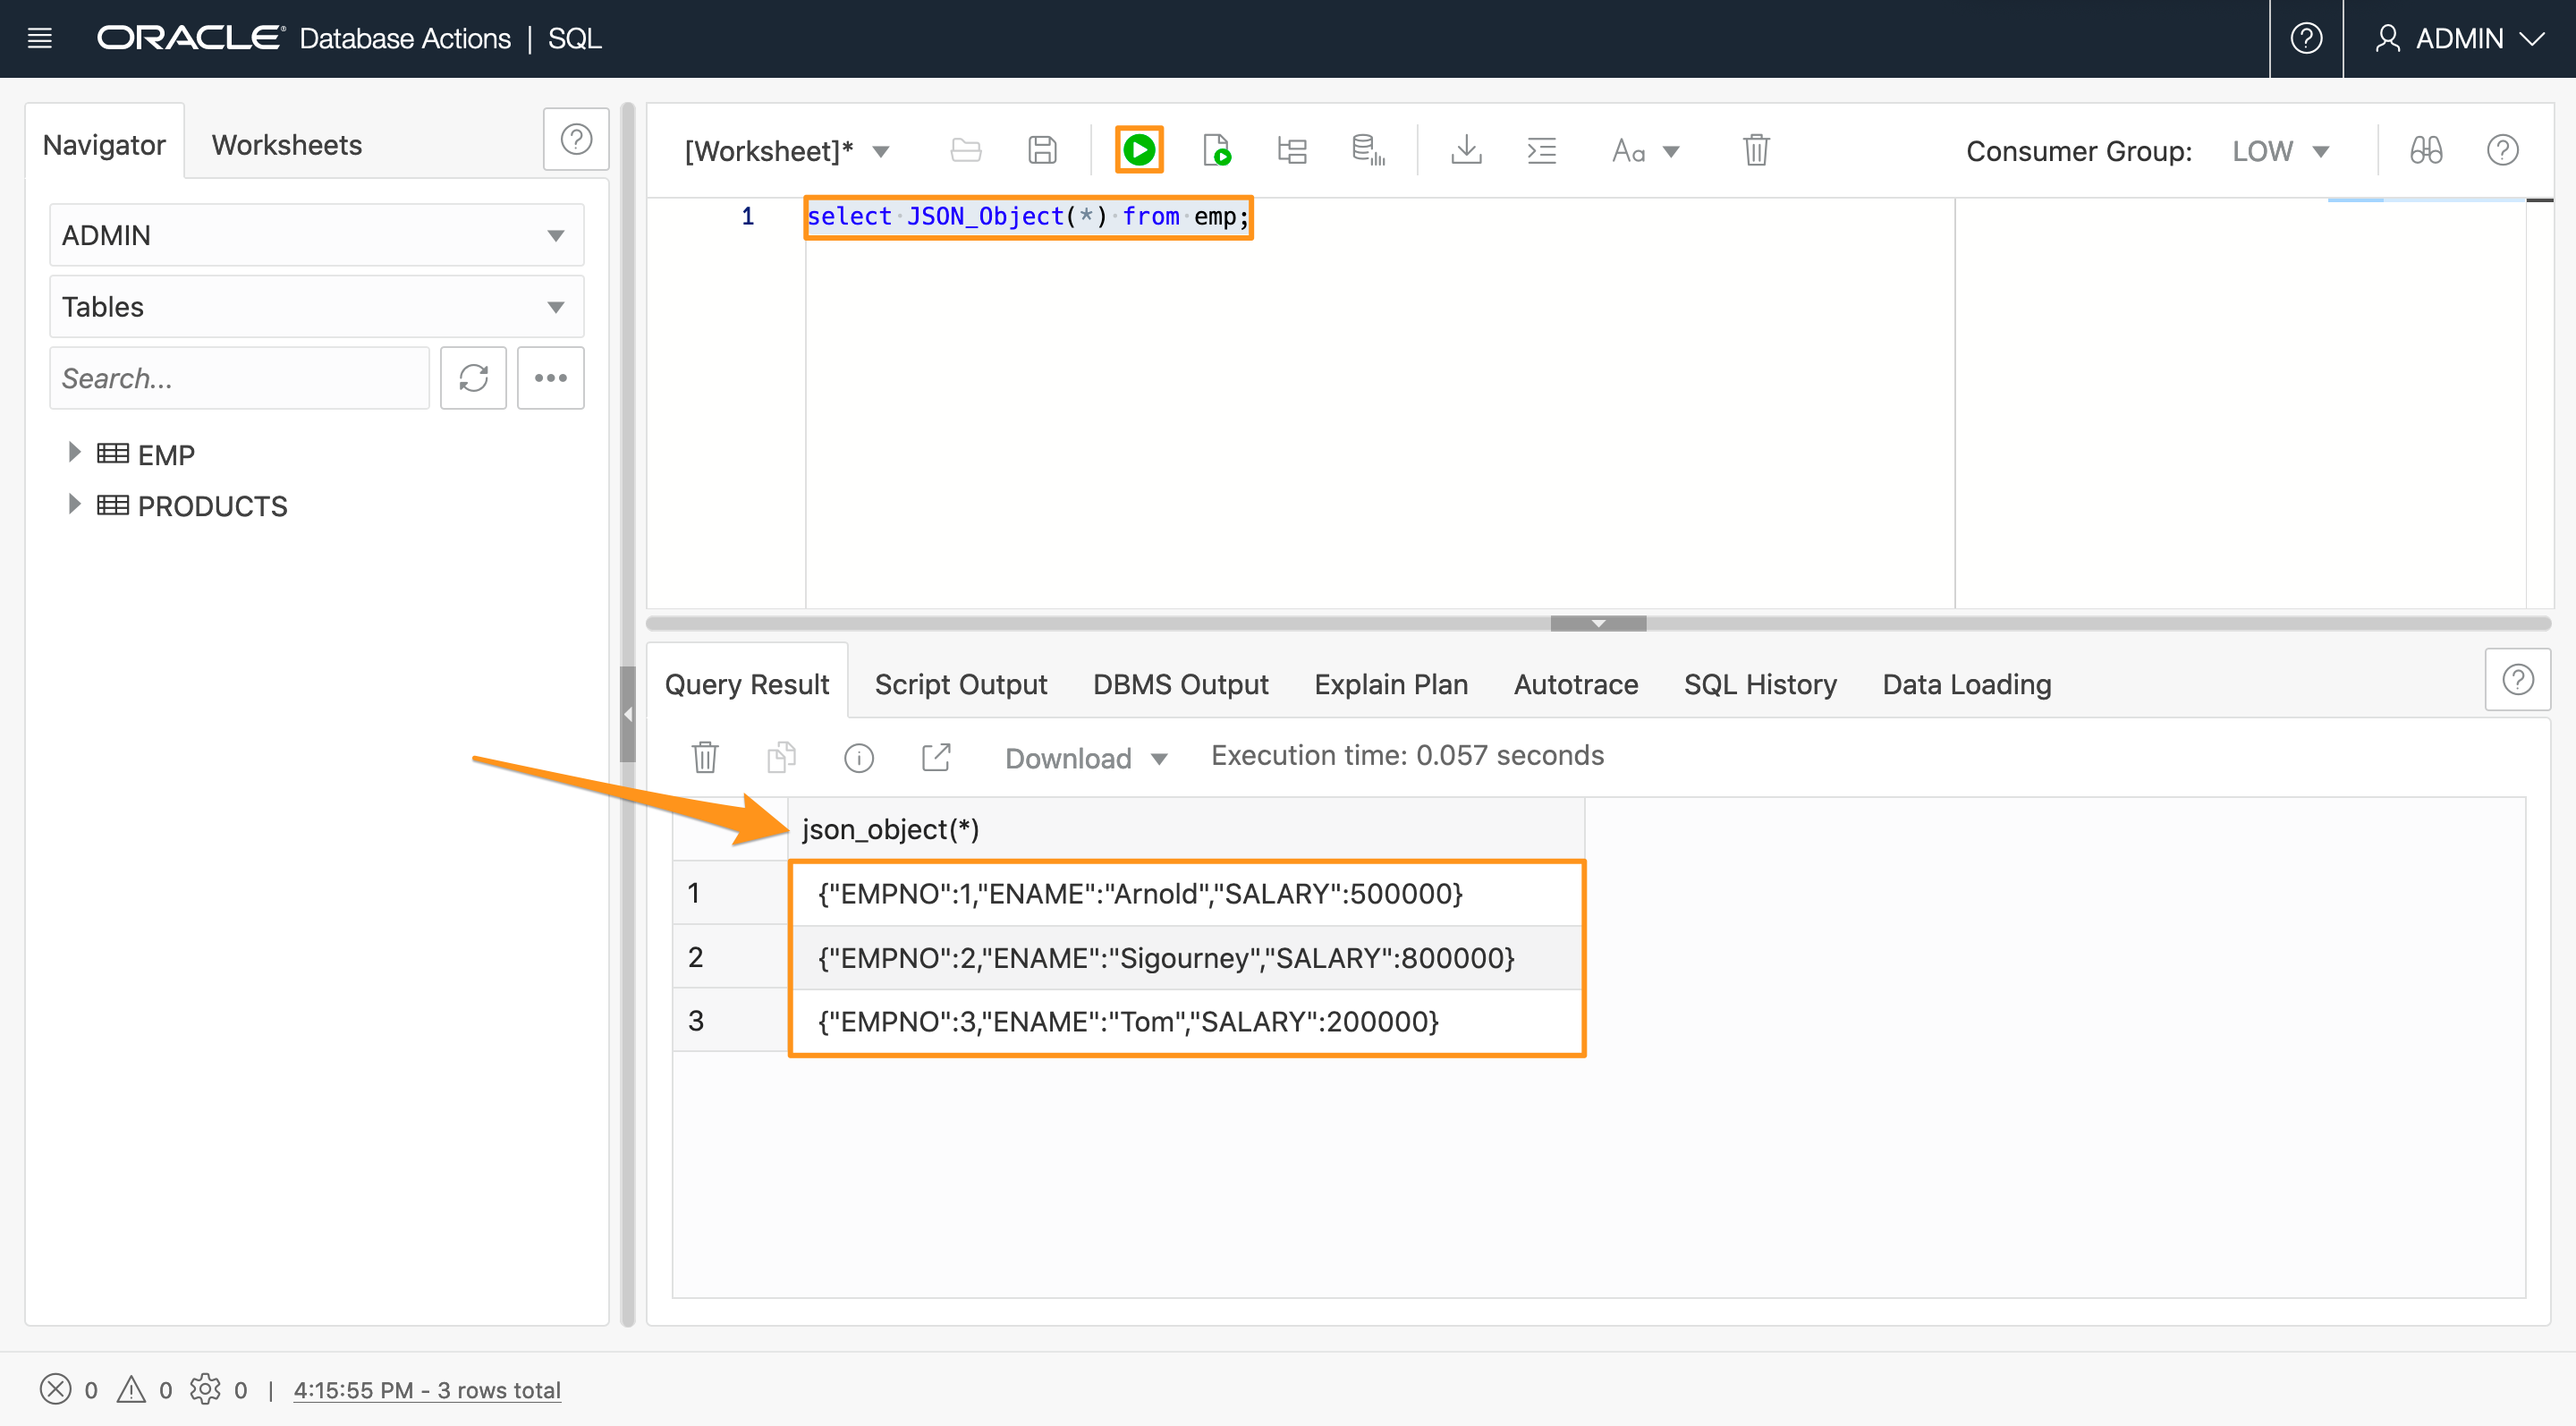 ORACLE® Database Actions | SQL
ADMIN
Navigator
Worksheets
ADMIN
Tables
Search...
EMP
PRODUCTS
[Worksheet]*
Aa
Consumer Group: LOW
1 select JSON_Object(*) from emp;
Query Result
Script Output
DBMS Output
Explain Plan
Autotrace
SQL History
Data Loading
Download
Execution time: 0.057 seconds
json_object(*)
1 {"EMPNO":1,"ENAME":"Arnold","SALARY":500000}
2 {"EMPNO":2,"ENAME":"Sigourney","SALARY":800000}
3 {"EMPNO":3,"ENAME":"Tom","SALARY":200000}
0 0 0 | 4:15:55 PM - 3 rows total